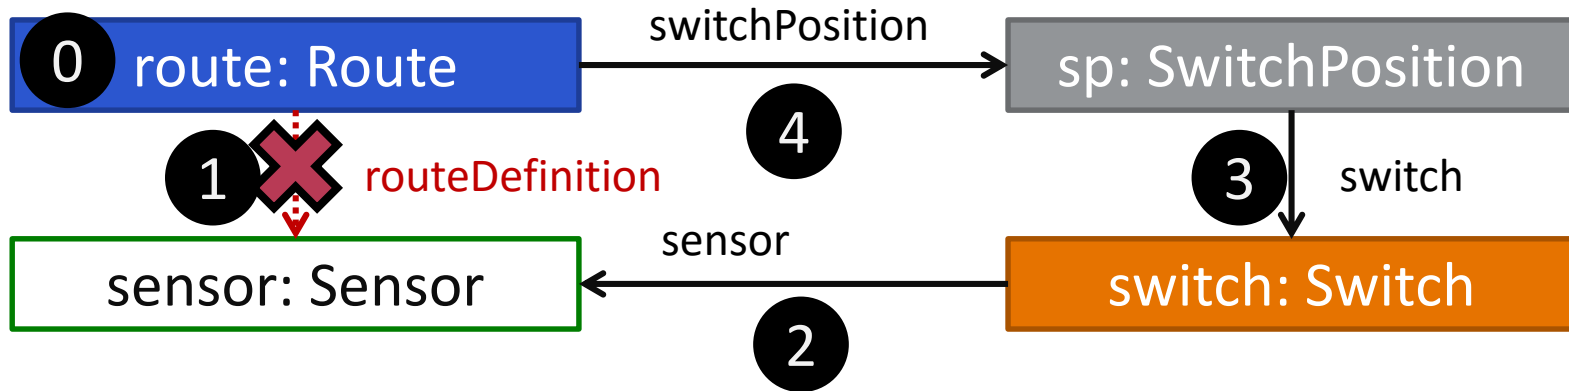 switchPosition
0
route: Route
sp: SwitchPosition
4
1
routeDefinition
3
switch
sensor
sensor: Sensor
switch: Switch
2